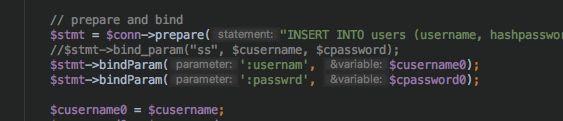 // prepare and bind
$stmt = $conn->prepare( statement: "INSERT INTO users (username, hashpasswor
//$stmt->bind_param("ss", $cusername, $cpassword);
$stmt->bindParam( parameter: ':usernam', &variable: $cusername0);
$stmt->bindParam( parameter: ':passwrd', &variable: $cpassword0);
$cusername0 = $cusername;